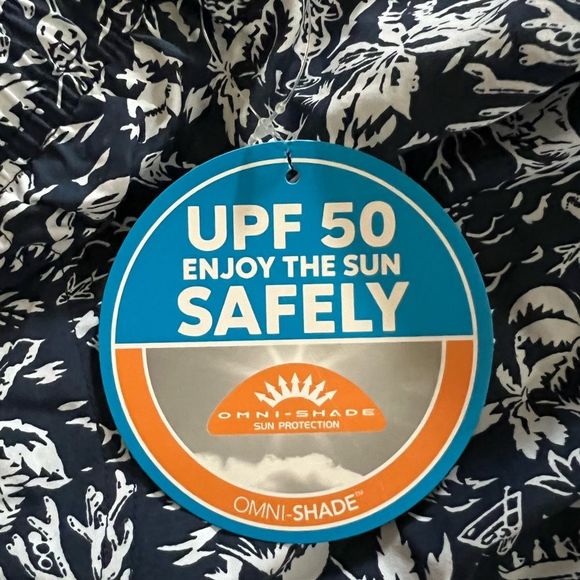 UPF 50
ENJOY THE SUN
SAFELY
OMNI-SHADE
SUN PROTECTION
OMNI-SHADE™